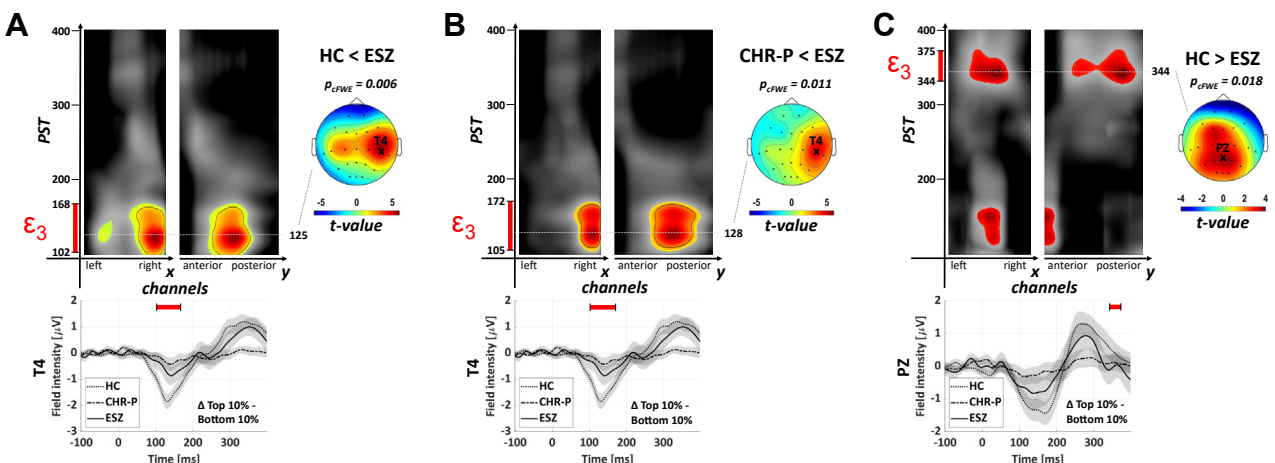 A
400
300
200
168
102
PST
ε3
125
left
right
x
anterior
posterior
y
channels
HC < ESZ
pcFWE = 0.006
T4
x
-5 0 5
t-value
2
1
0
-1
-2
Field intensity [μV]
T4
HC
CHR-P
ESZ
Δ Top 10% -
Bottom 10%
-100 0 100 200 300
Time [ms]
B
400
300
200
172
105
PST
ε3
128
left
right
x
anterior
posterior
y
channels
CHR-P < ESZ
pcFWE = 0.011
T4
x
-5 0 5
t-value
2
1
0
-1
-2
Field intensity [μV]
T4
HC
CHR-P
ESZ
Δ Top 10% -
Bottom 10%
-100 0 100 200 300
Time [ms]
C
400
375
344
300
200
PST
ε3
344
left
right
x
anterior
posterior
y
channels
HC > ESZ
pcFWE = 0.018
PZ
x
-4 -2 0 2 4
t-value
2
1
0
-1
-2
Field intensity [μV]
PZ
HC
CHR-P
ESZ
Δ Top 10% -
Bottom 10%
-100 0 100 200 300
Time [ms]